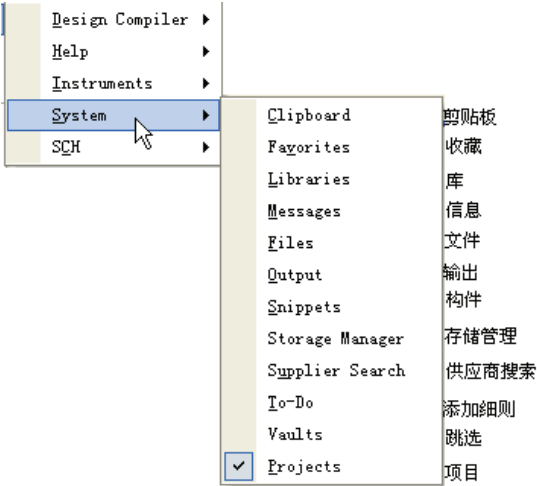 Design Compiler
Help
Instruments
System
SCH
Clipboard 剪贴板
Favorites 收藏
Libraries 库
Messages 信息
Files 文件
Output 输出
Snippets 构件
Storage Manager 存储管理
Supplier Search 供应商搜索
To-Do 添加细则
Vaults 跳选
Projects 项目